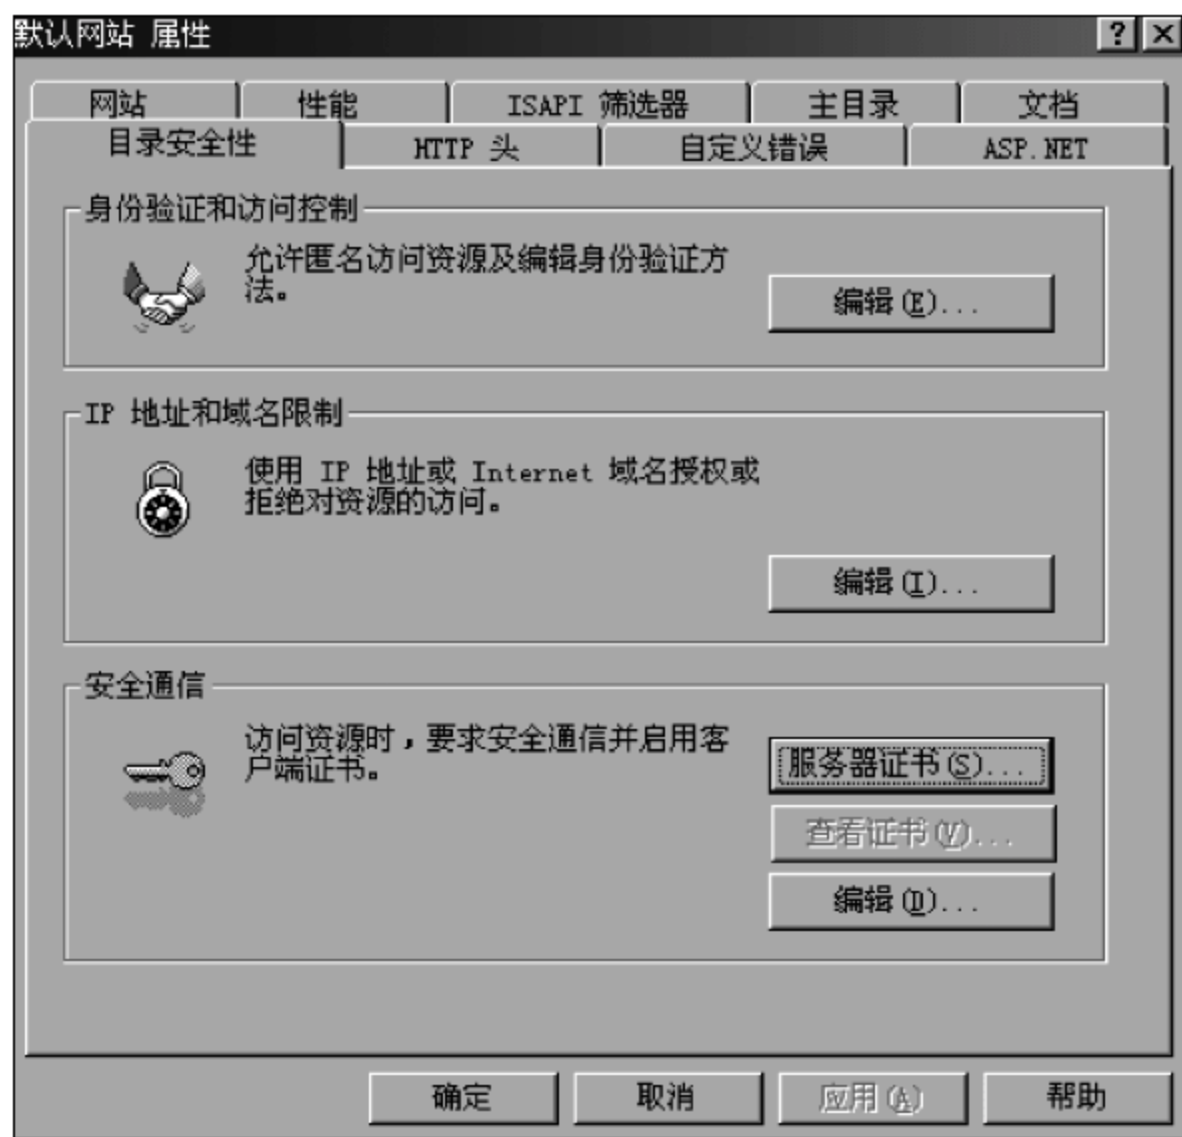 默认网站 属性
网站 性能 ISAPI 筛选器 主目录 文档
目录安全性 HTTP 头 自定义错误 ASP.NET
身份验证和访问控制
允许匿名访问资源及编辑身份验证方
法。
编辑(E)...
IP 地址和域名限制
使用 IP 地址或 Internet 域名授权或
拒绝对资源的访问。
编辑(I)...
安全通信
访问资源时，要求安全通信并启用客
户端证书。
服务器证书(S)...
查看证书(V)...
编辑(D)...
确定 取消 应用(A) 帮助